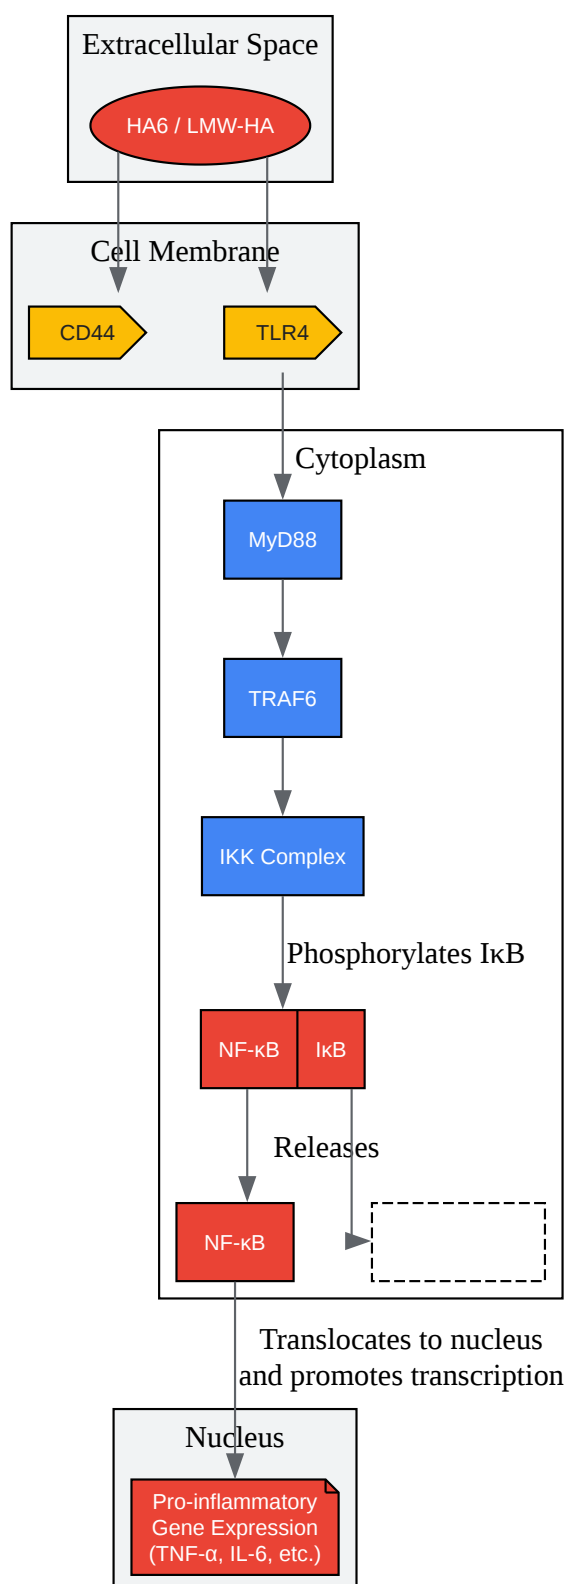 Extracellular Space
HA6 / LMW-HA
Cell Membrane
CD44
TLR4
Cytoplasm
MyD88
TRAF6
IKK Complex
Phosphorylates IκB
NF-κB
IκB
Releases
NF-κB
Translocates to nucleus
and promotes transcription
Nucleus
Pro-inflammatory
Gene Expression
(TNF-α, IL-6, etc.)